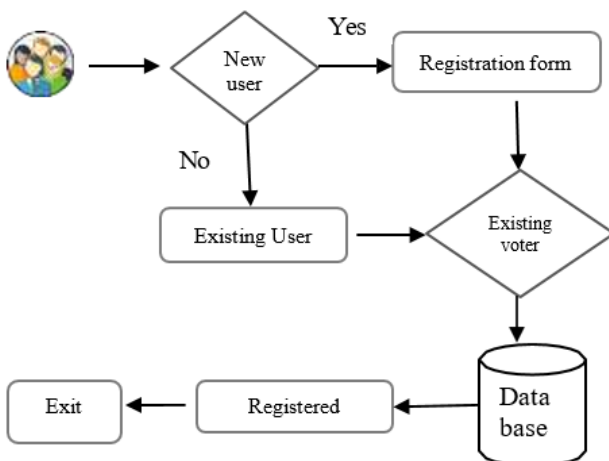 Yes
New
user
Registration form
No
Existing User
Existing
voter
Data
base
Registered
Exit